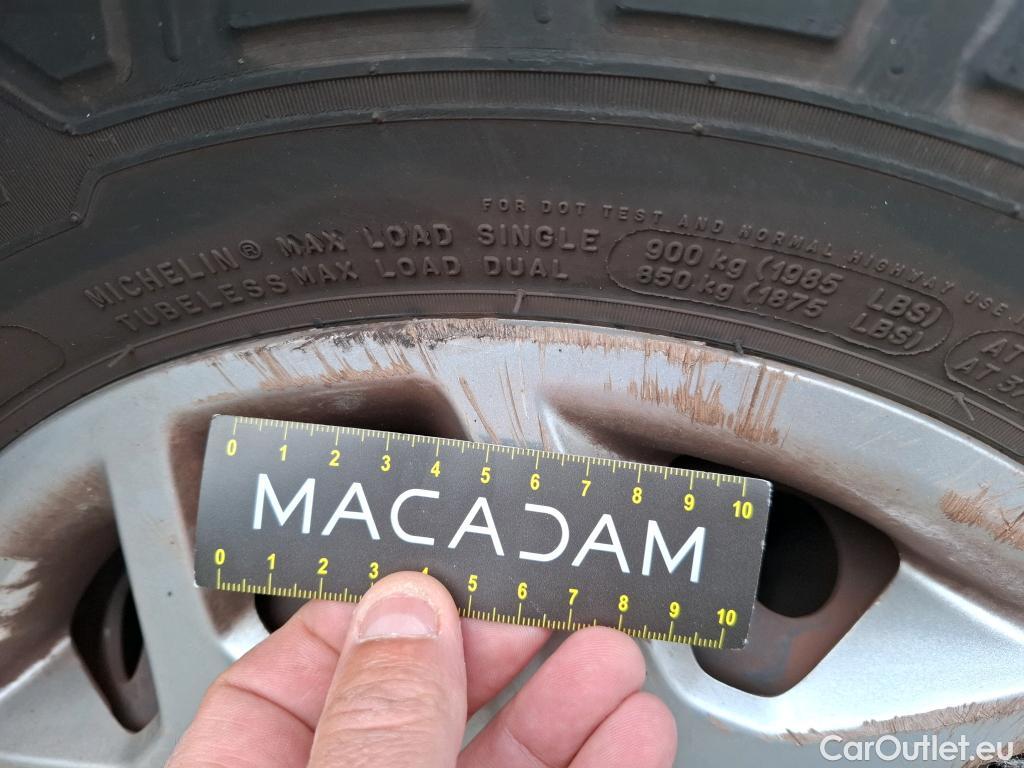 FOR DOT TEST AND NORMAL HIGHWAY USE
MICHELIN® MAX LOAD SINGLE 900 kg (1985 LBS)
TUBELESS MAX LOAD DUAL 850 kg (1875 LBS)
AT
AT
0 1 2 3 4 5 6 7 8 9 10
MACADAM
0 1 2 3 4 5 6 7 8 9 10
CarOutlet.eu